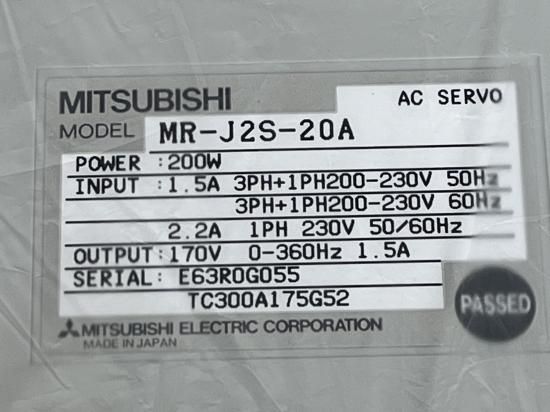 MITSUBISHI AC SERVO
MODEL MR-J2S-20A
POWER :200W
INPUT :1.5A 3PH+1PH200-230V 50Hz
3PH+1PH200-230V 60Hz
2.2A 1PH 230V 50/60Hz
OUTPUT:170V 0-360Hz 1.5A
SERIAL: E63R0G055
TC300A175G52
PASSED
MITSUBISHI ELECTRIC CORPORATION
MADE IN JAPAN